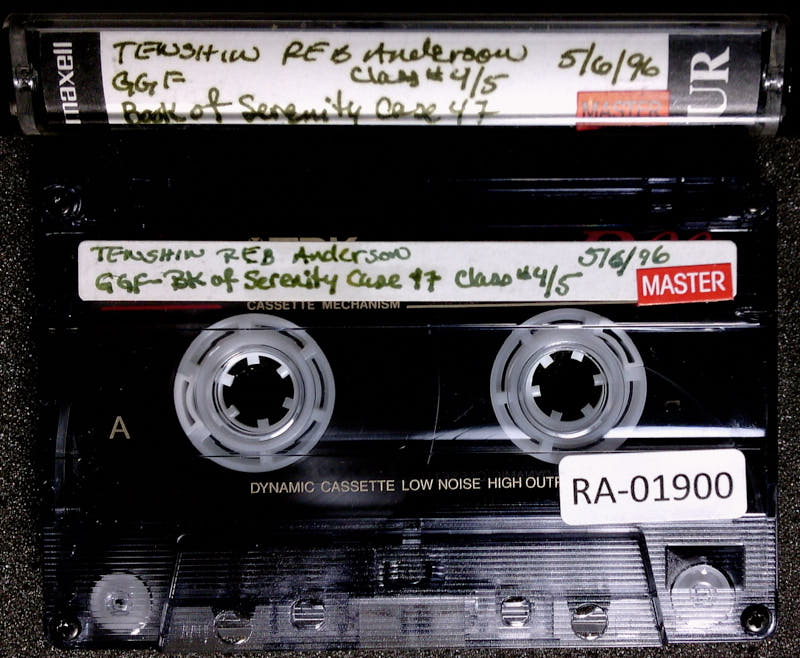 maxell
TENSHIN REB Anderson 5/6/96
GGF Class #4/5
Book of Serenity Case 47
MASTER
UR
TENSHIN REB Anderson 5/6/96
GGF-BK of Serenity Case 47 Class #4/5
MASTER
CASSETTE MECHANISM
A
DYNAMIC CASSETTE LOW NOISE HIGH OUTP
RA-01900